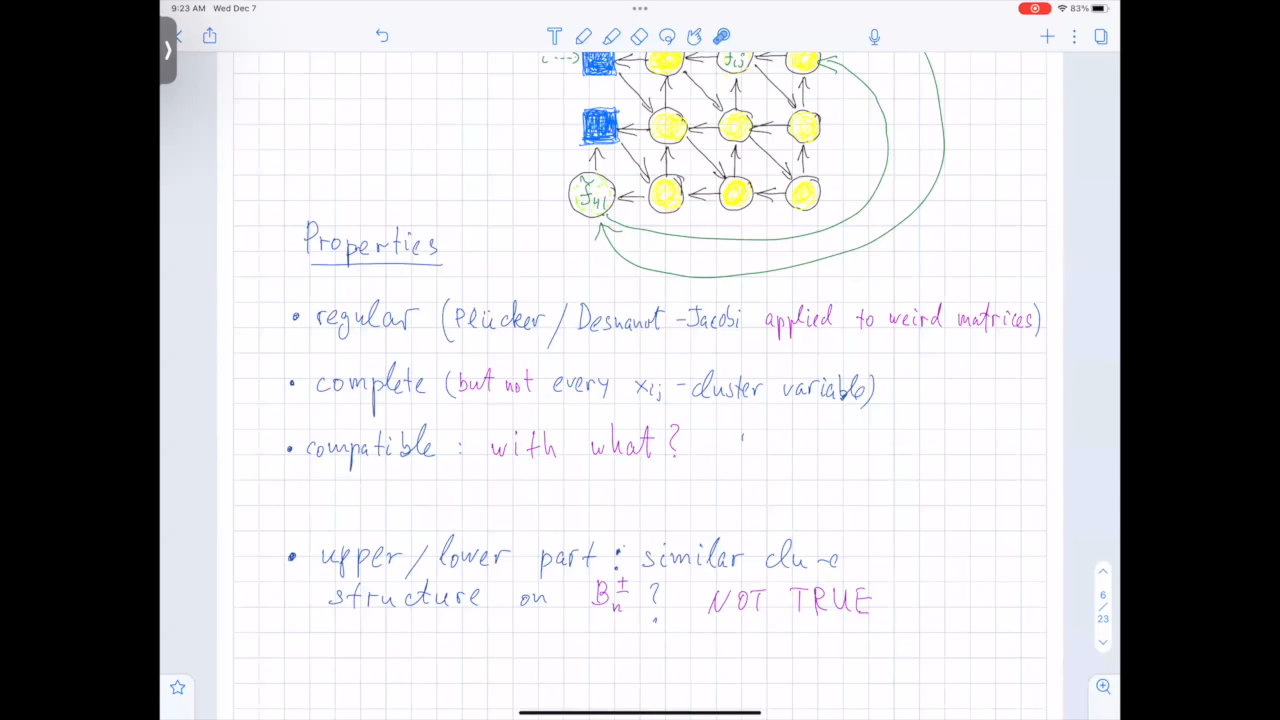 9:23 AM Wed Dec 7
83%
f̃ij
f̃41
Properties
• regular (Plücker / Desnanot-Jacobi applied to weird matrices)
• complete (but not every xij - cluster variable)
• compatible : with what?
• upper / lower part : similar clu
structure on Bn± ? NOT TRUE
6
/
23